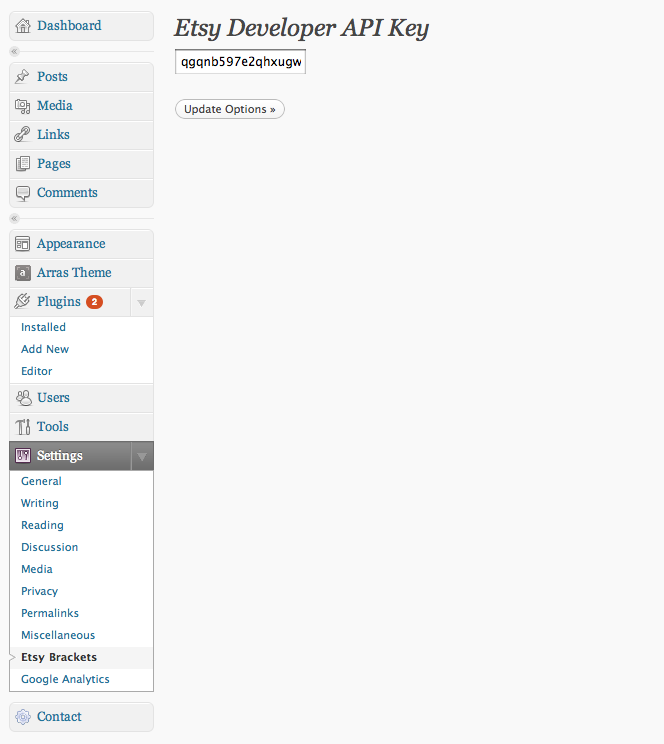 Dashboard
Posts
Media
Links
Pages
Comments
Appearance
a
Arras Theme
Plugins 2
Installed
Add New
Editor
Users
Tools
Settings
General
Writing
Reading
Discussion
Media
Privacy
Permalinks
Miscellaneous
Etsy Brackets
Google Analytics
Contact
Etsy Developer API Key
qgqnb597e2qhxugw
Update Options »